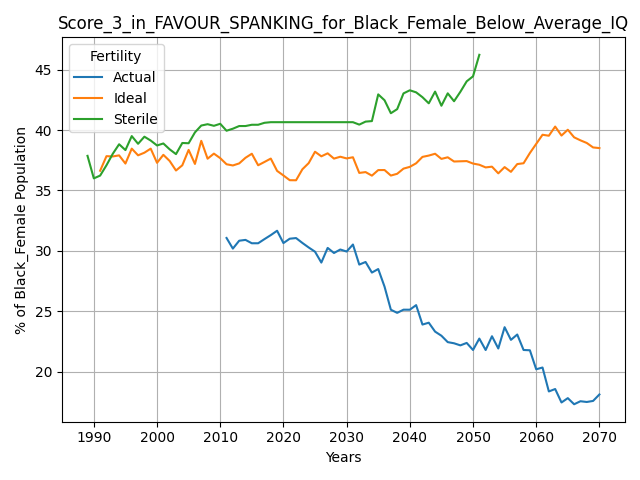 Score_3_in_FAVOUR_SPANKING_for_Black_Female_Below_Average_IQ
Fertility
Actual
Ideal
Sterile
% of Black_Female Population
45
40
35
30
25
20
1990 2000 2010 2020 2030 2040 2050 2060 2070
Years